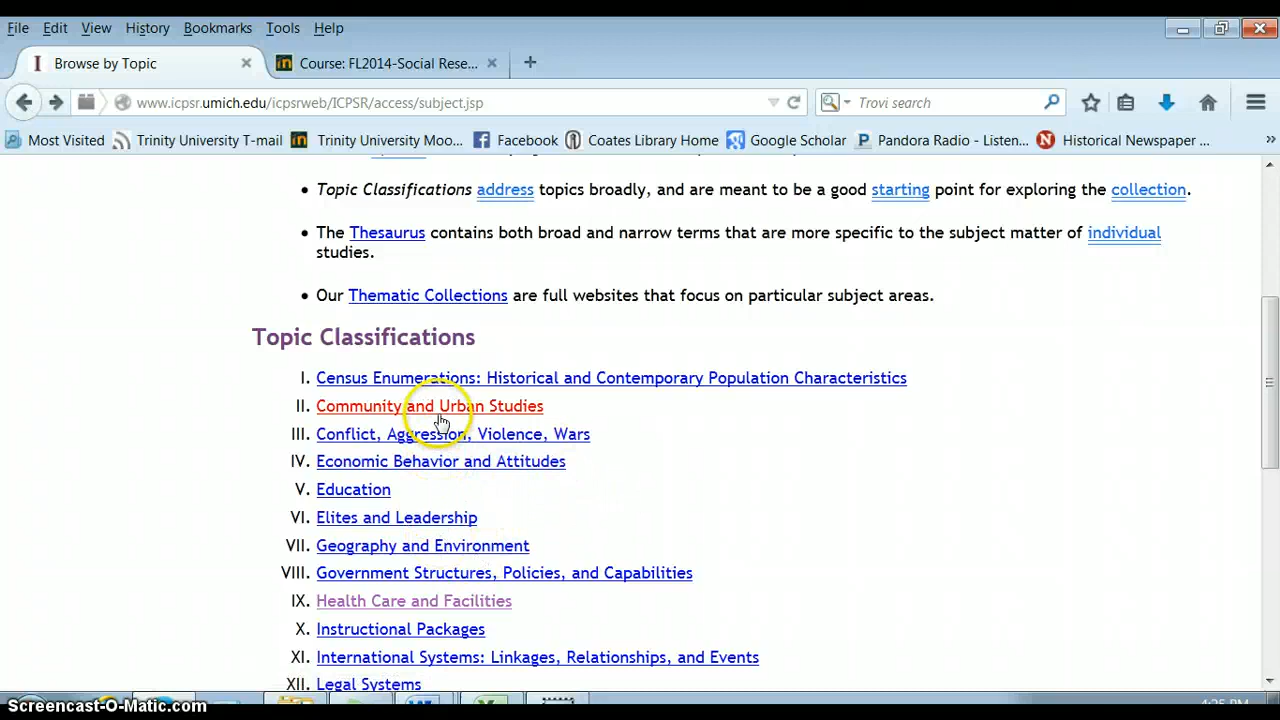 File Edit View History Bookmarks Tools Help
Browse by Topic
Course: FL2014-Social Rese...
www.icpsr.umich.edu/icpsrweb/ICPSR/access/subject.jsp
Trovi search
Most Visited Trinity University T-mail Trinity University Moo... Facebook Coates Library Home Google Scholar Pandora Radio - Listen... Historical Newspaper ...
• Topic Classifications address topics broadly, and are meant to be a good starting point for exploring the collection.
• The Thesaurus contains both broad and narrow terms that are more specific to the subject matter of individual
studies.
• Our Thematic Collections are full websites that focus on particular subject areas.
Topic Classifications
I. Census Enumerations: Historical and Contemporary Population Characteristics
II. Community and Urban Studies
III. Conflict, Aggression, Violence, Wars
IV. Economic Behavior and Attitudes
V. Education
VI. Elites and Leadership
VII. Geography and Environment
VIII. Government Structures, Policies, and Capabilities
IX. Health Care and Facilities
X. Instructional Packages
XI. International Systems: Linkages, Relationships, and Events
XII. Legal Systems
Screencast-O-Matic.com